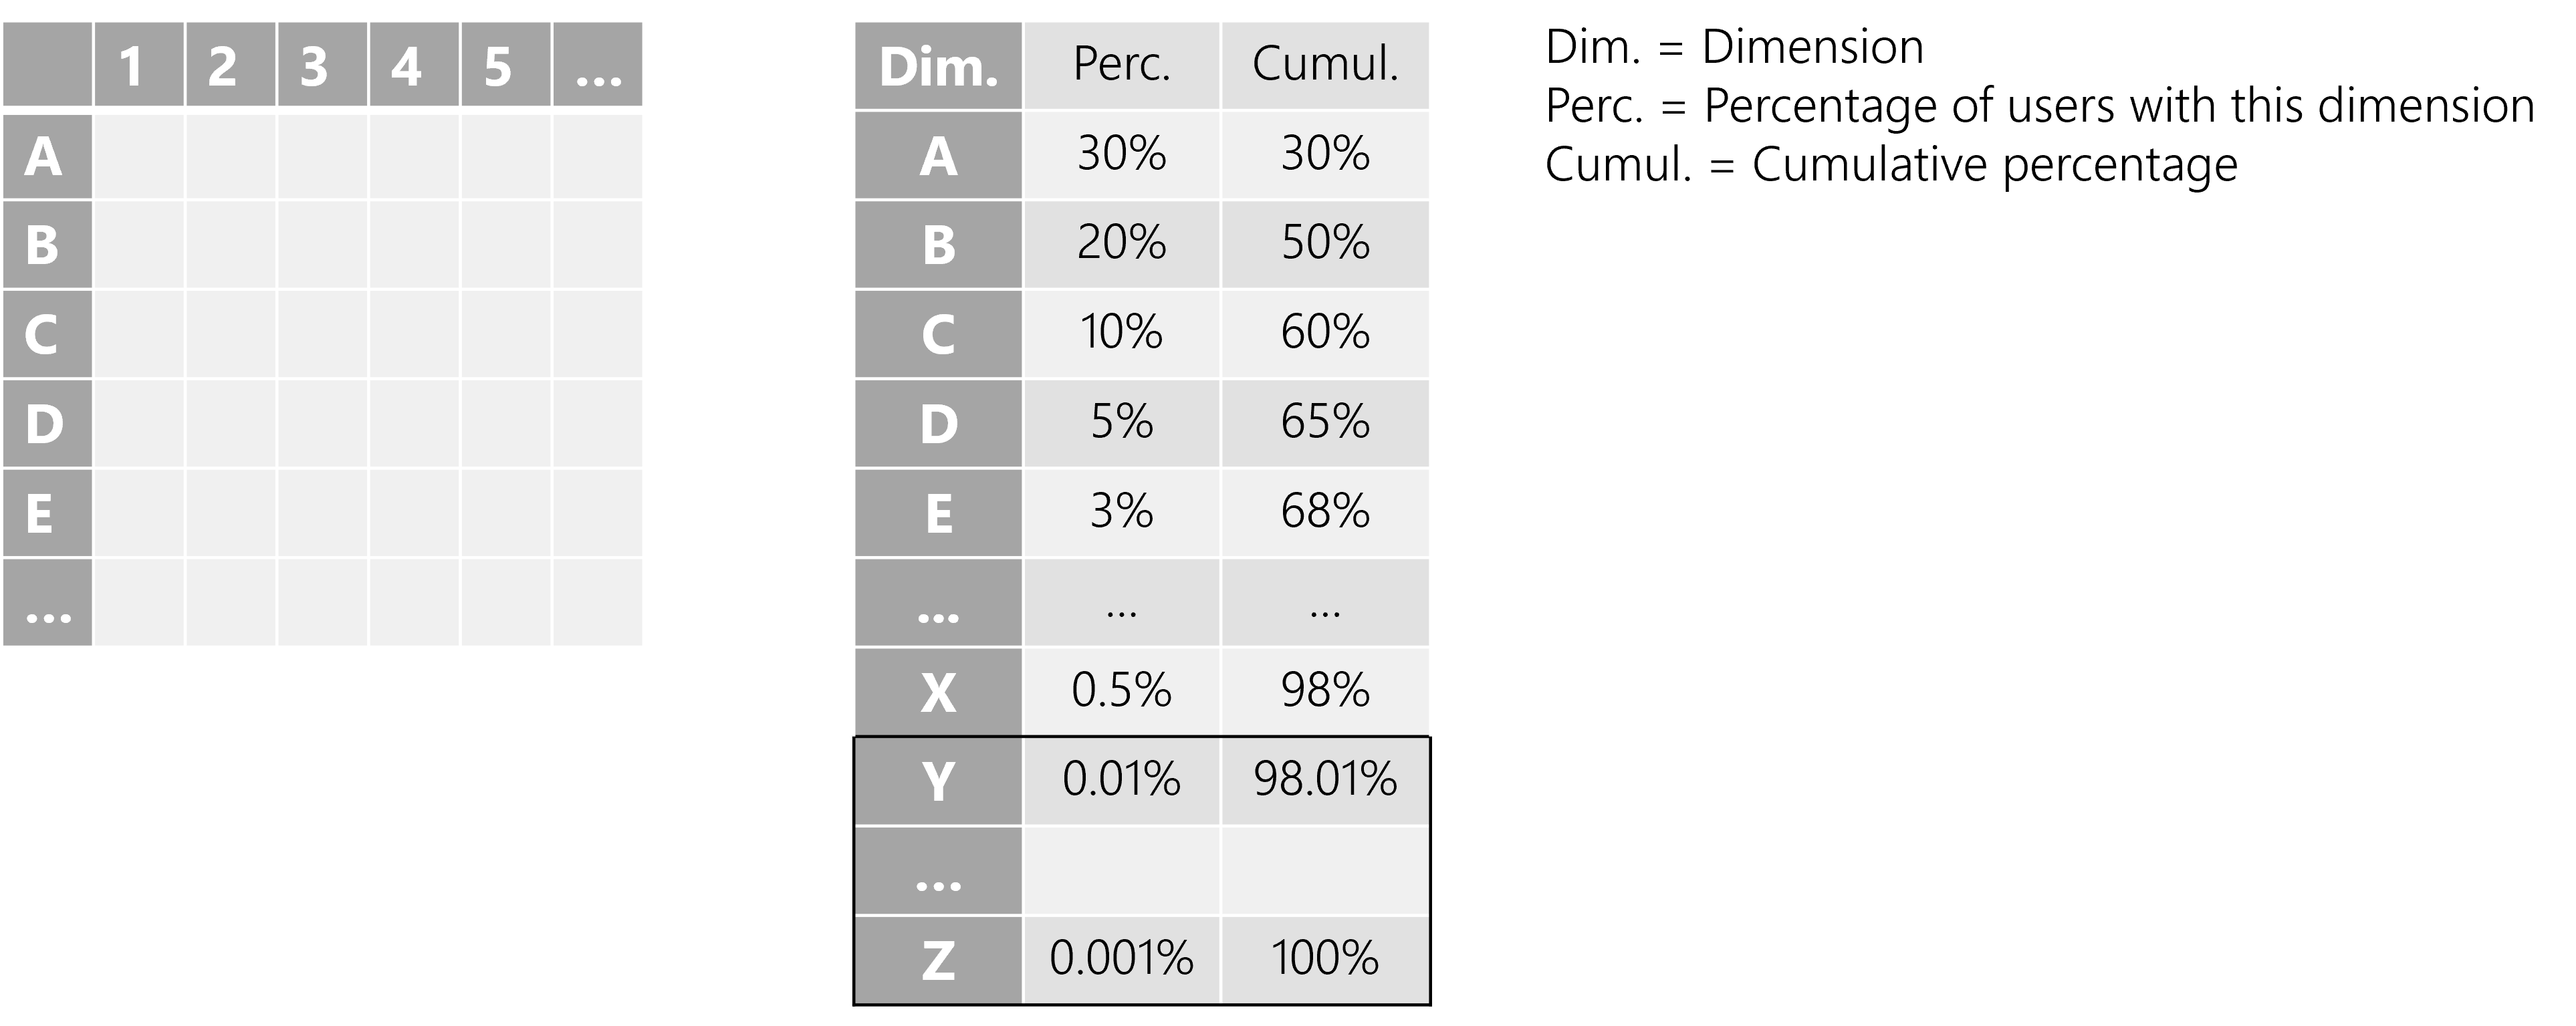 1 2 3 4 5 ...
A
B
C
D
E
...
Dim. Perc. Cumul.
A 30% 30%
B 20% 50%
C 10% 60%
D 5% 65%
E 3% 68%
... ... ...
X 0.5% 98%
Y 0.01% 98.01%
...
Z 0.001% 100%
Dim. = Dimension
Perc. = Percentage of users with this dimension
Cumul. = Cumulative percentage